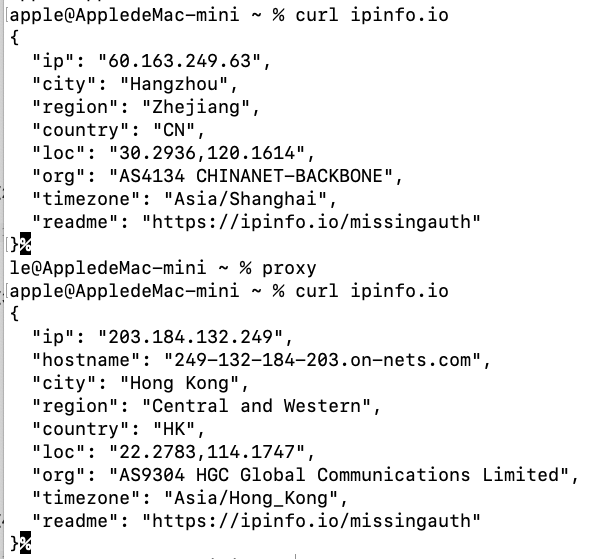 apple@AppledeMac-mini ~ % curl ipinfo.io
{
  "ip": "60.163.249.63",
  "city": "Hangzhou",
  "region": "Zhejiang",
  "country": "CN",
  "loc": "30.2936,120.1614",
  "org": "AS4134 CHINANET-BACKBONE",
  "timezone": "Asia/Shanghai",
  "readme": "https://ipinfo.io/missingauth"
}%
le@AppledeMac-mini ~ % proxy
apple@AppledeMac-mini ~ % curl ipinfo.io
{
  "ip": "203.184.132.249",
  "hostname": "249-132-184-203.on-nets.com",
  "city": "Hong Kong",
  "region": "Central and Western",
  "country": "HK",
  "loc": "22.2783,114.1747",
  "org": "AS9304 HGC Global Communications Limited",
  "timezone": "Asia/Hong_Kong",
  "readme": "https://ipinfo.io/missingauth"
}%